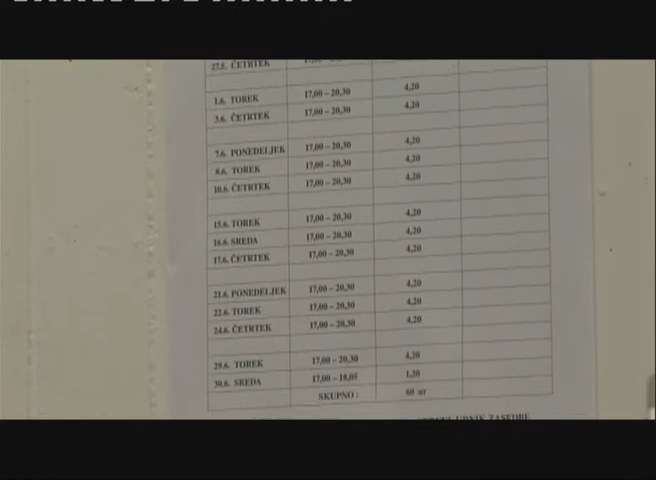 27.5. ČETRTEK
1.6. TOREK 17,00 – 20,30 4,20
3.6. ČETRTEK 17,00 – 20,30 4,20
7.6. PONEDELJEK 17,00 – 20,30 4,20
8.6. TOREK 17,00 – 20,30 4,20
10.6. ČETRTEK 17,00 – 20,30 4,20
15.6. TOREK 17,00 – 20,30 4,20
16.6. SREDA 17,00 – 20,30 4,20
17.6. ČETRTEK 17,00 – 20,30 4,20
21.6. PONEDELJEK 17,00 – 20,30 4,20
22.6. TOREK 17,00 – 20,30 4,20
24.6. ČETRTEK 17,00 – 20,30 4,20
29.6. TOREK 17,00 – 20,30 4,20
30.6. SREDA 17,00 – 18,05 1,20
SKUPNO : 60 ur
ZASEDBE